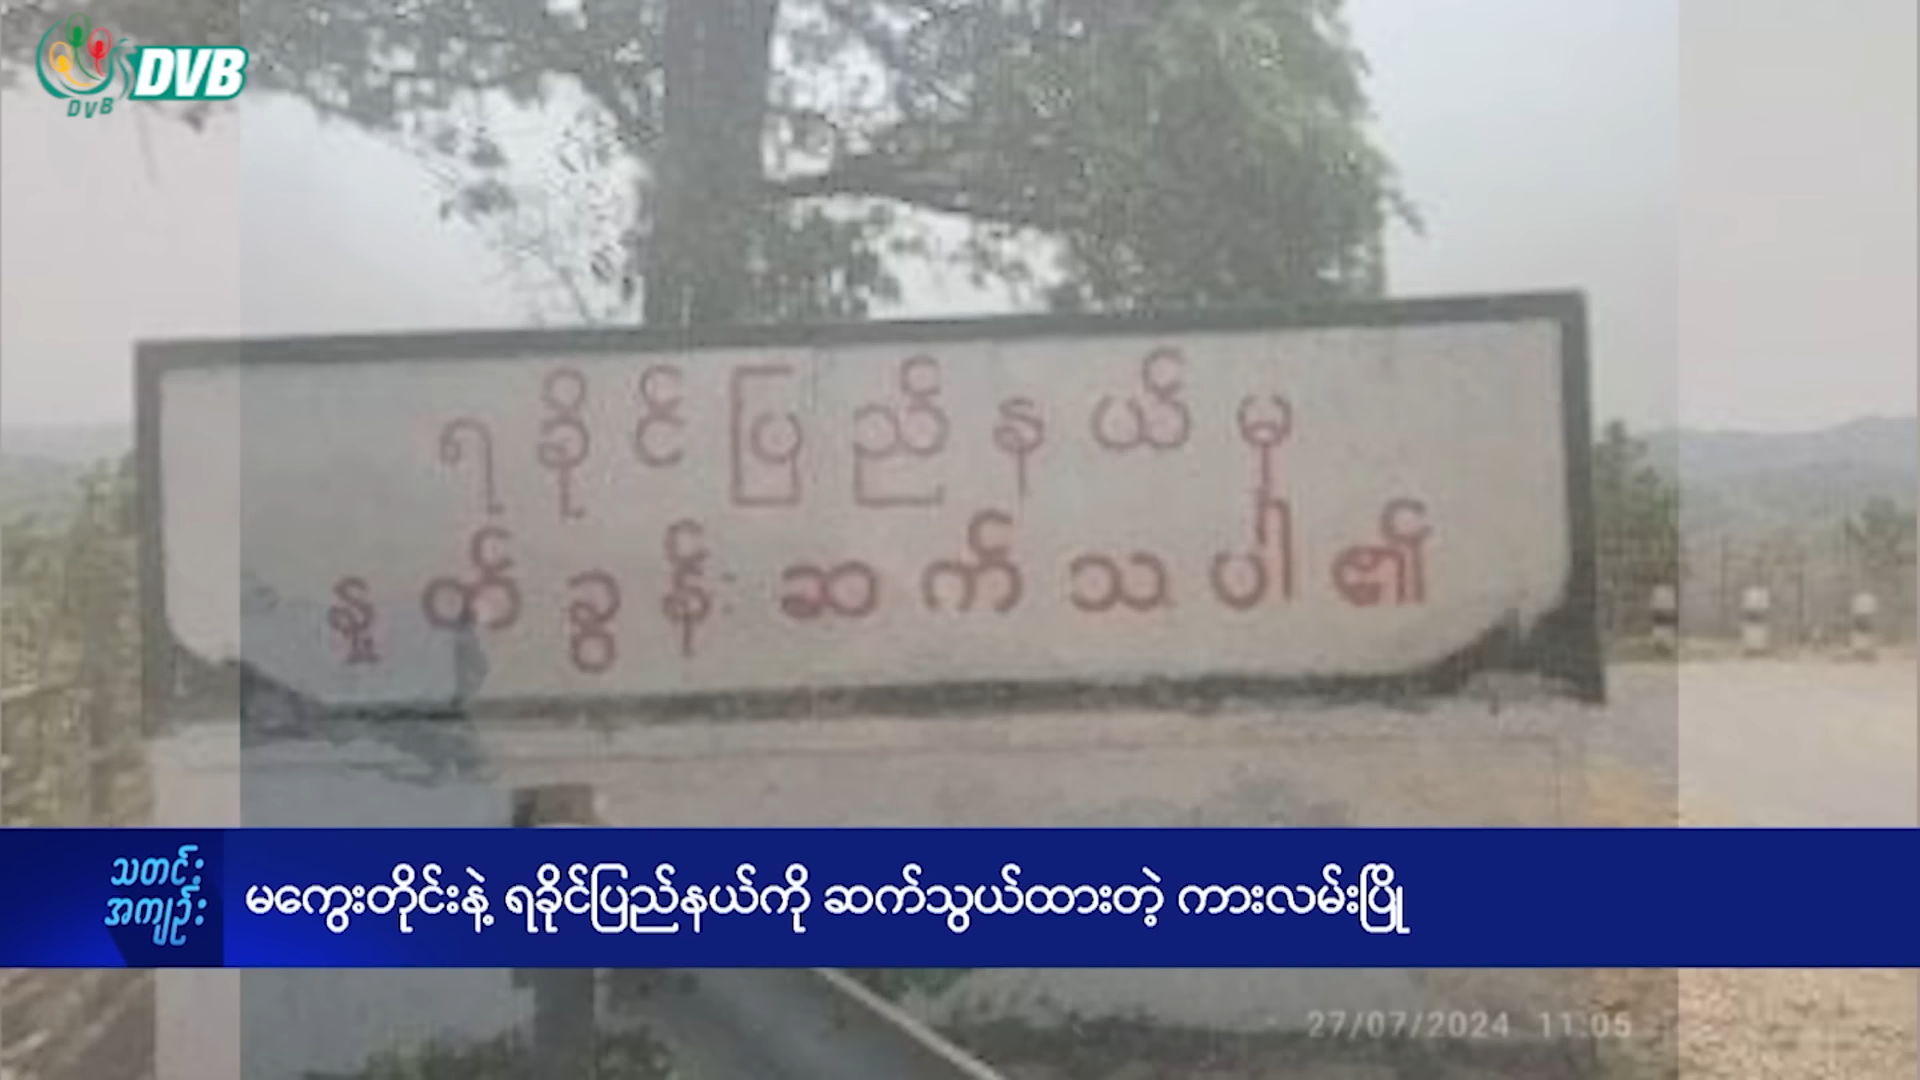 DVB
DVB
ရခိုင်ပြည်နယ်မှ
နှုတ်ခွန်းဆက်သပါ၏
သတင်း
အကျဉ်း
မကွေးတိုင်းနဲ့ ရခိုင်ပြည်နယ်ကို ဆက်သွယ်ထားတဲ့ ကားလမ်းပြို
27/07/2024 11:05